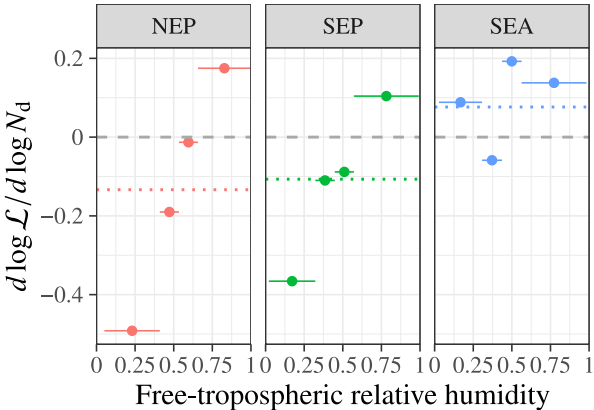 NEP SEP SEA
0.2
0
−0.2
−0.4
d log ℒ / d log N_d
0 0.25 0.5 0.75 1 0 0.25 0.5 0.75 1 0 0.25 0.5 0.75 1
Free-tropospheric relative humidity